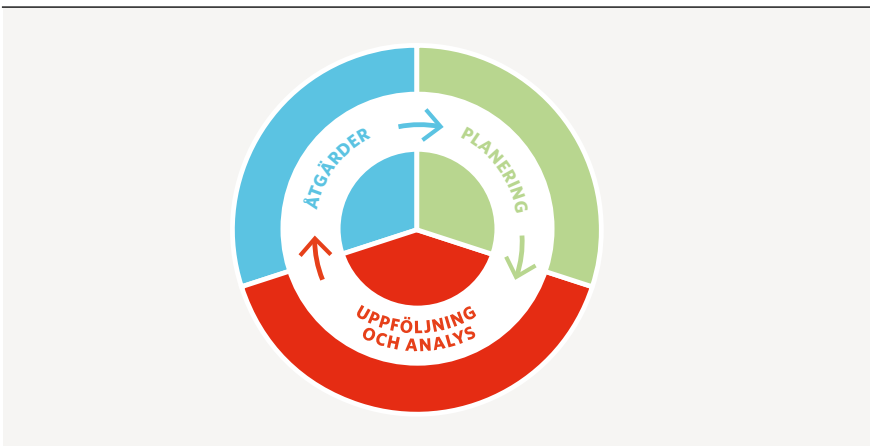 ÅTGÄRDER
PLANERING
UPPFÖLJNING
OCH ANALYS